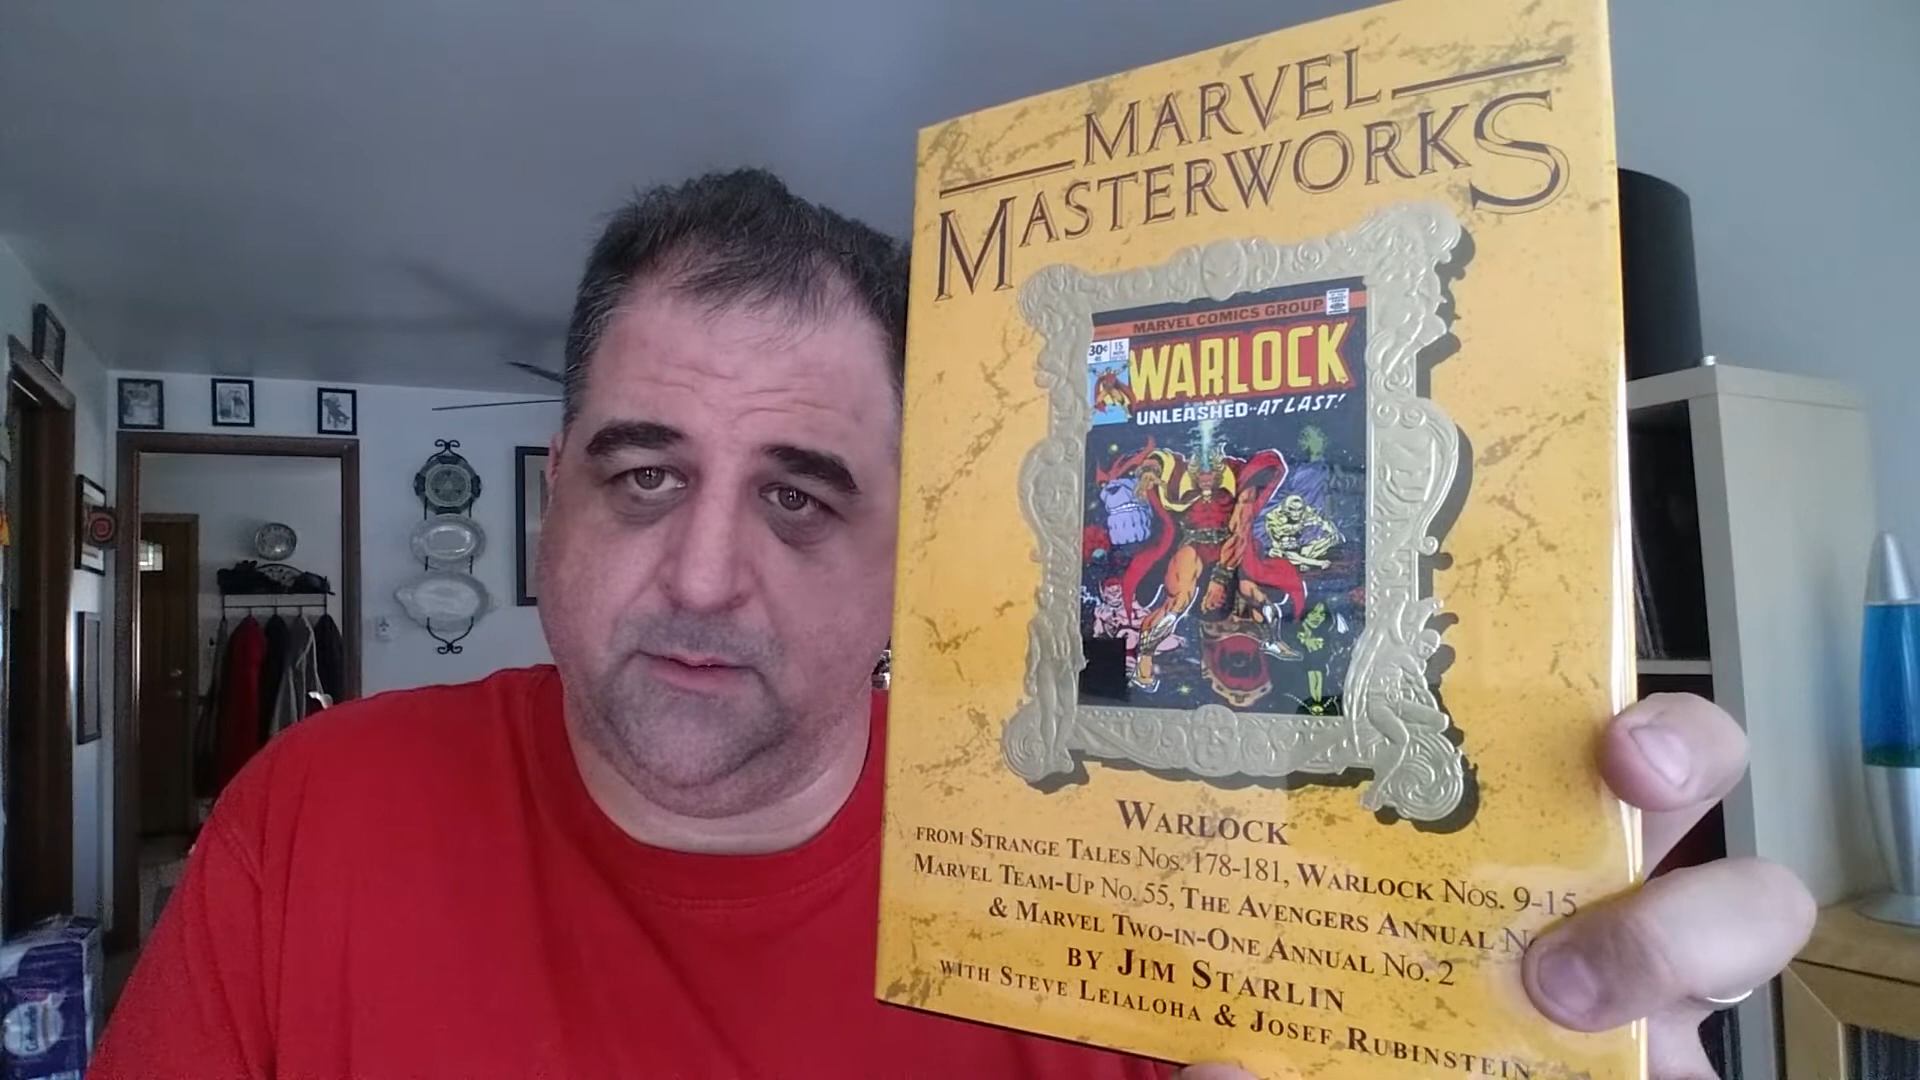 MARVEL
MASTERWORKS
MARVEL COMICS GROUP
30¢ 15
WARLOCK
UNLEASHED--AT LAST!
WARLOCK
FROM STRANGE TALES NOS. 178-181, WARLOCK NOS. 9-15
MARVEL TEAM-UP NO. 55, THE AVENGERS ANNUAL
& MARVEL TWO-IN-ONE ANNUAL NO. 2
BY JIM STARLIN
WITH STEVE LEIALOHA & JOSEF RUBINSTEIN